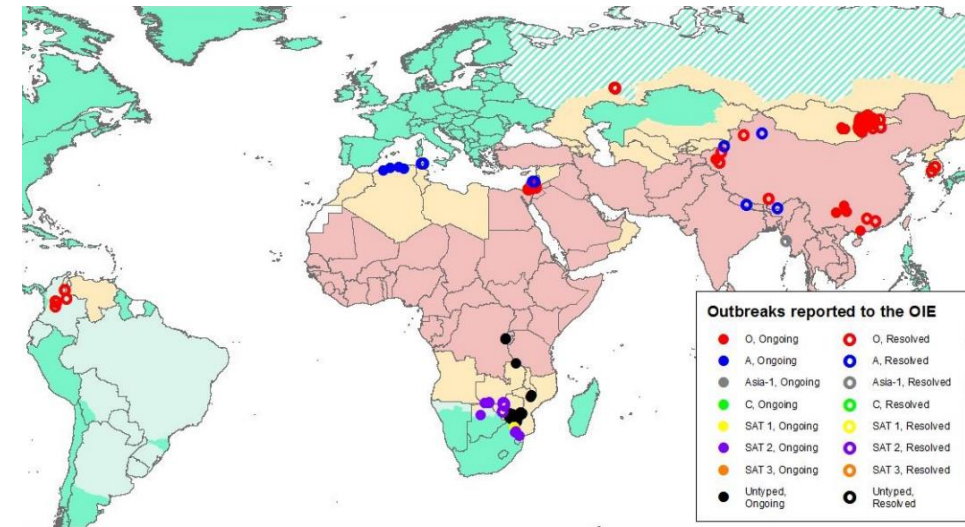 Outbreaks reported to the OIE
O, Ongoing
O, Resolved
A, Ongoing
A, Resolved
Asia-1, Ongoing
Asia-1, Resolved
C, Ongoing
C, Resolved
SAT 1, Ongoing
SAT 1, Resolved
SAT 2, Ongoing
SAT 2, Resolved
SAT 3, Ongoing
SAT 3, Resolved
Untyped,
Ongoing
Untyped,
Resolved